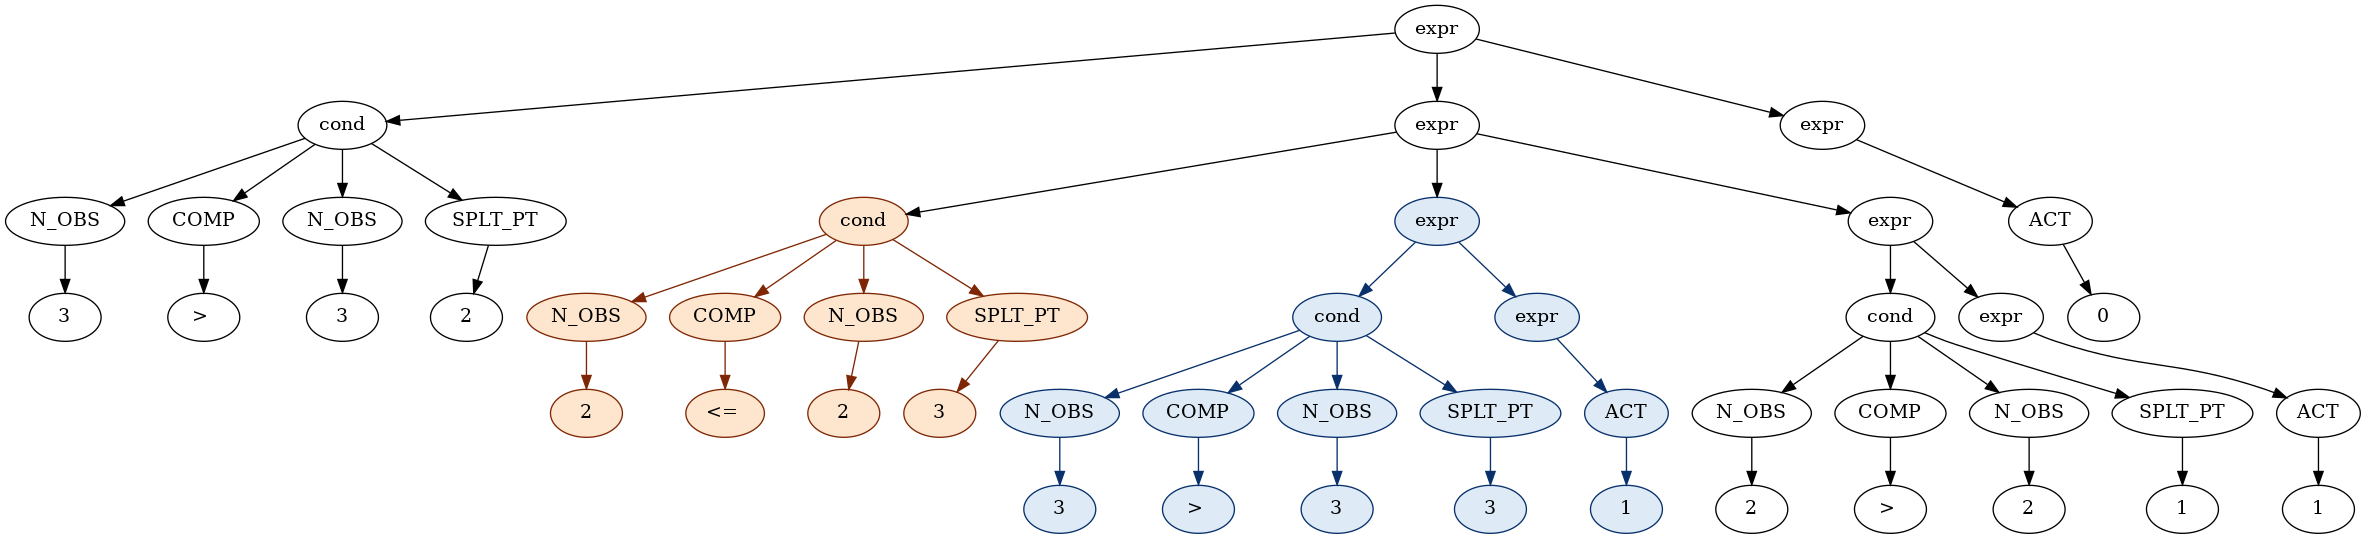 expr
cond expr expr
N_OBS COMP N_OBS SPLT_PT cond expr expr ACT
3 > 3 2 N_OBS COMP N_OBS SPLT_PT cond expr cond expr 0
2 <= 2 3 N_OBS COMP N_OBS SPLT_PT ACT N_OBS COMP N_OBS SPLT_PT ACT
3 > 3 3 1 2 > 2 1 1